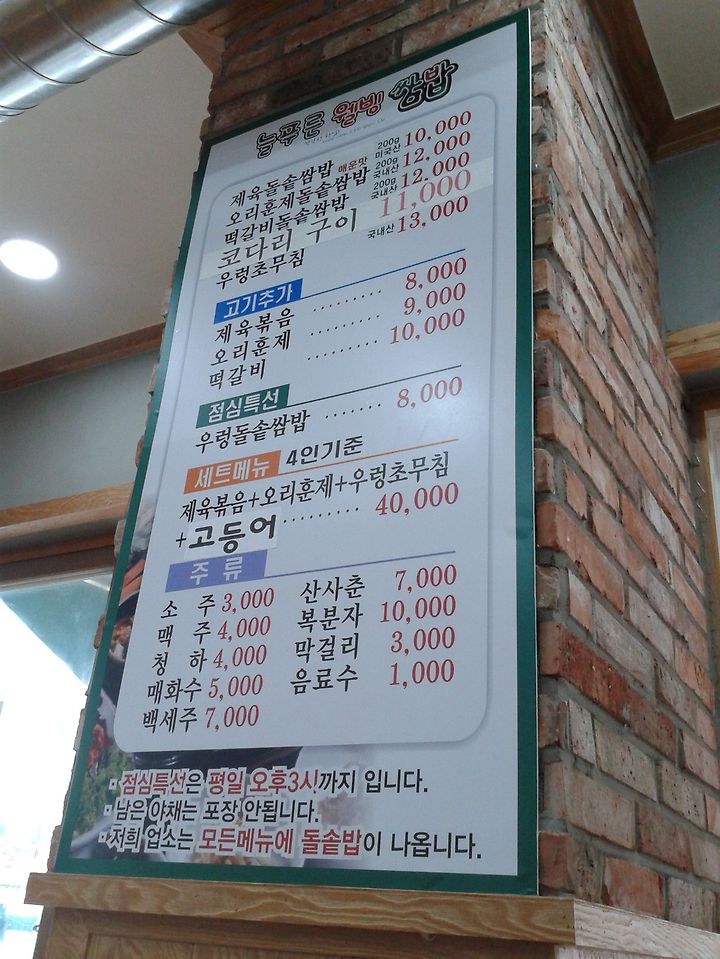 늘푸른 웰빙 쌈밥
제육돌솥쌈밥 매운맛 200g 미국산 10,000
오리훈제돌솥쌈밥 200g 국내산 12,000
떡갈비돌솥쌈밥 200g 국내산 12,000
코다리 구이 11,000
우렁초무침 국내산 13,000
고기추가
제육볶음 ········· 8,000
오리훈제 ········· 9,000
떡갈비 ········· 10,000
점심특선
우렁돌솥쌈밥 ······· 8,000
세트메뉴 4인기준
제육볶음+오리훈제+우렁초무침
+고등어 ········· 40,000
주류
소주 3,000 산사춘 7,000
맥주 4,000 복분자 10,000
청하 4,000 막걸리 3,000
매화수 5,000 음료수 1,000
백세주 7,000
· 점심특선은 평일 오후3시까지 입니다.
· 남은 야채는 포장 안됩니다.
· 저희 업소는 모든메뉴에 돌솥밥이 나옵니다.